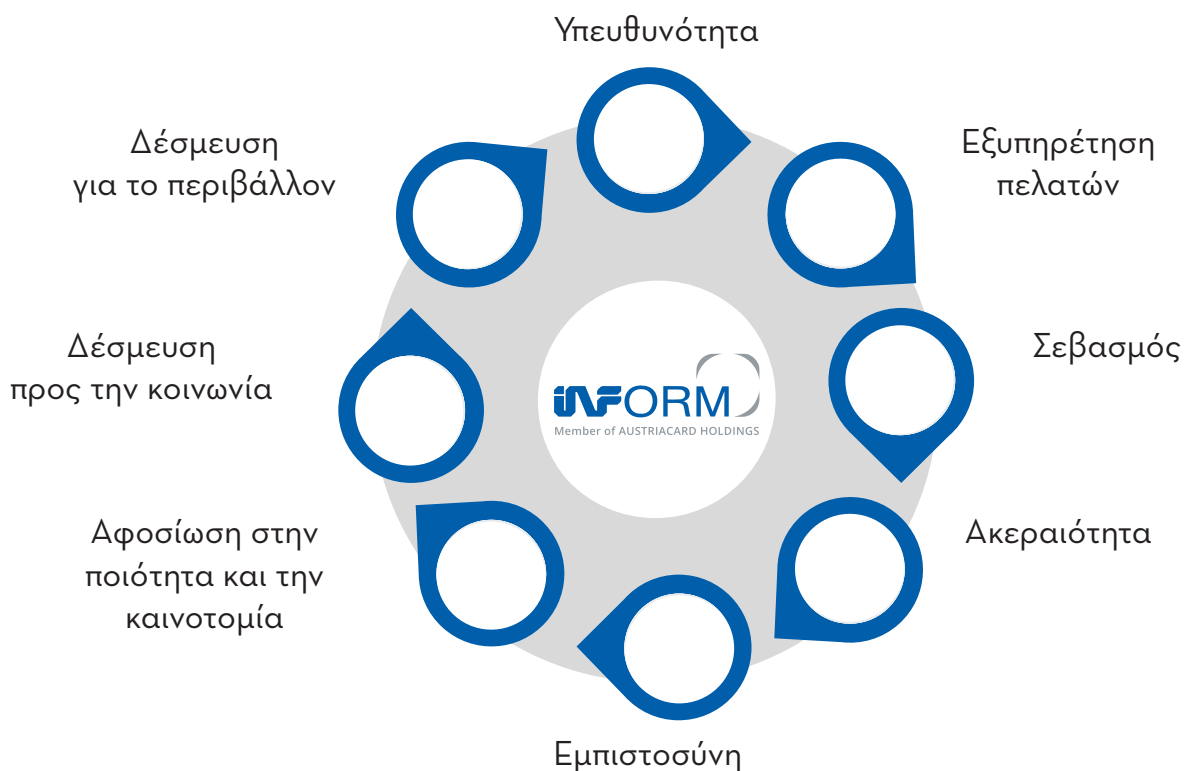 Υπευθυνότητα
Εξυπηρέτηση
πελατών
Σεβασμός
Ακεραιότητα
Εμπιστοσύνη
Αφοσίωση στην
ποιότητα και την
καινοτομία
Δέσμευση
προς την κοινωνία
Δέσμευση
για το περιβάλλον
INFORM
Member of AUSTRIACARD HOLDINGS